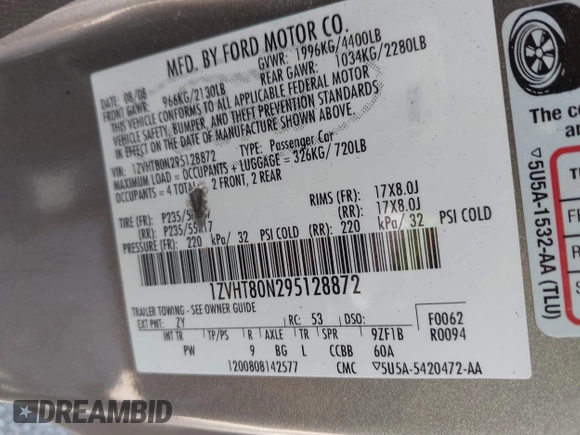 MFD. BY FORD MOTOR CO.
08/08 GVWR: 1996KG/4400LB
FRONT GAWR: 966KG/2130LB REAR GAWR: 1034KG/2280LB
THIS VEHICLE CONFORMS TO ALL APPLICABLE FEDERAL MOTOR
VEHICLE SAFETY, BUMPER, AND THEFT PREVENTION STANDARDS
IN EFFECT ON THE DATE OF MANUFACTURE SHOWN ABOVE
VIN: 1ZVHT80N295128872 TYPE: Passenger Car
MAXIMUM LOAD = OCCUPANTS + LUGGAGE = 326KG/720LB
OCCUPANTS = 4 TOTAL 2 FRONT, 2 REAR
TIRE (FR): P235/5 RIMS (FR): 17X8.0J
(RR): P235/55R17 (RR): 17X8.0J
PRESSURE (FR): 220 kPa/ 32 PSI COLD (RR): 220 kPa/ 32 PSI COLD
1ZVHT80N295128872
TRAILER TOWING - SEE OWNER GUIDE
EXT PNT: ZY RC: 53 DSO: F0062
INT TR TP/PS R AXLE TR SPR 9ZF1B R0094
PW 9 BG L CCBB 60A
1200808142577 CMC ▽5U5A-5420472-AA
The co
▽5U5A-1532-AA (TLU)
T
F
R
S
DREAMBID